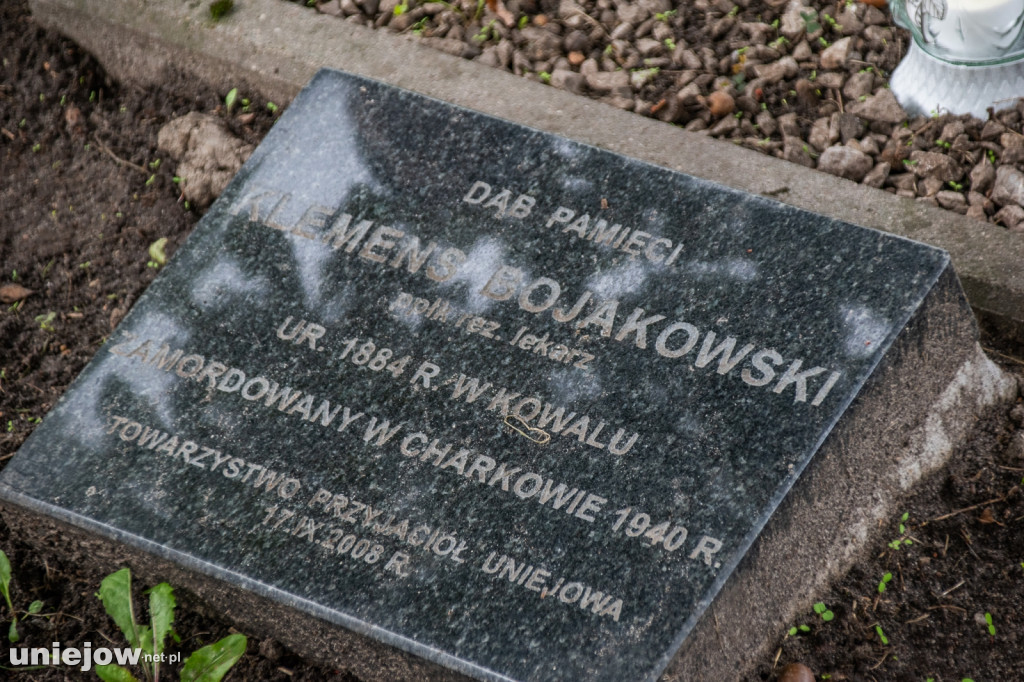 DĄB PAMIĘCI
KLEMENS BOJAKOWSKI
ppłk rez. lekarz
UR. 1884 R. W KOWALU
ZAMORDOWANY W CHARKOWIE 1940 R.
TOWARZYSTWO PRZYJACIÓŁ UNIEJOWA
17.IX.2008 R.
uniejow.net.pl